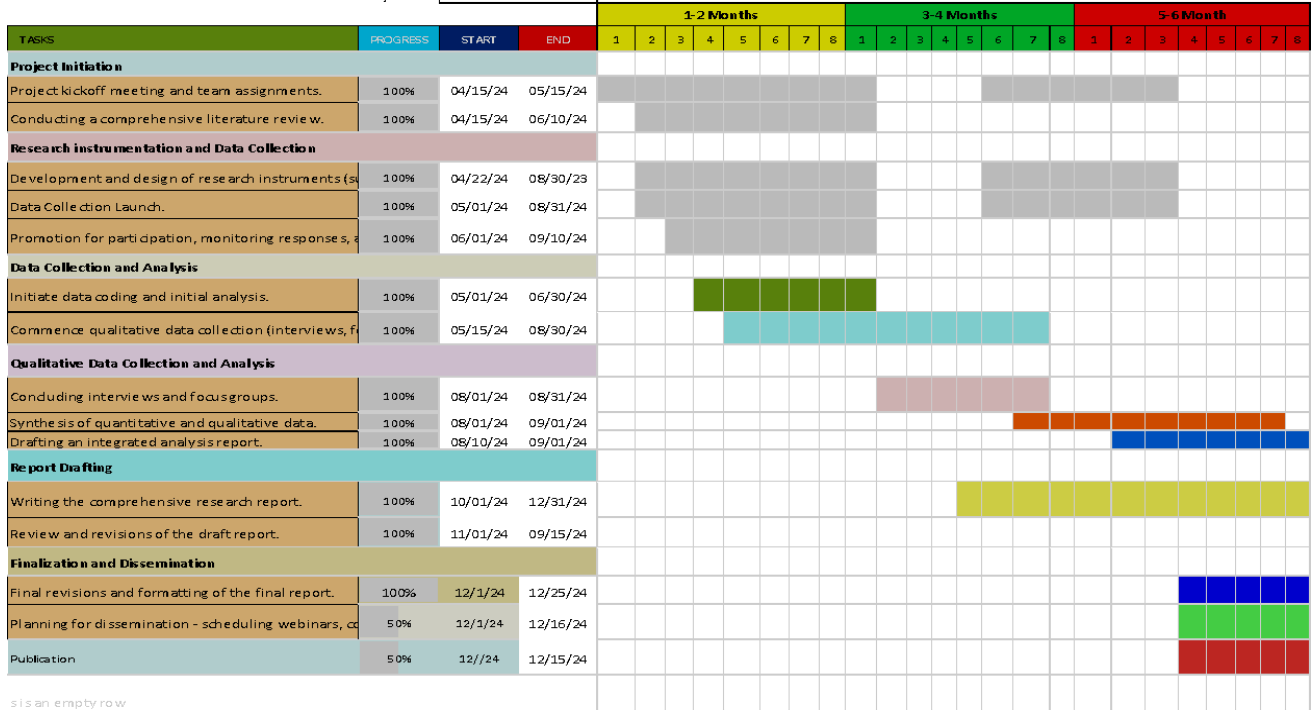 1-2 Months 3-4 Months 5-6 Month
TASKS PROGRESS START END 1 2 3 4 5 6 7 8 1 2 3 4 5 6 7 8 1 2 3 4 5 6 7 8
Project Initiation
Project kickoff meeting and team assignments. 100% 04/15/24 05/15/24
Conducting a comprehensive literature review. 100% 04/15/24 06/10/24
Research instrumentation and Data Collection
Development and design of research instruments (su 100% 04/22/24 08/30/23
Data Collection Launch. 100% 05/01/24 08/31/24
Promotion for participation, monitoring responses, a 100% 06/01/24 09/10/24
Data Collection and Analysis
Initiate data coding and initial analysis. 100% 05/01/24 06/30/24
Commence qualitative data collection (interviews, f 100% 05/15/24 08/30/24
Qualitative Data Collection and Analysis
Concluding interviews and focus groups. 100% 08/01/24 08/31/24
Synthesis of quantitative and qualitative data. 100% 08/01/24 09/01/24
Drafting an integrated analysis report. 100% 08/10/24 09/01/24
Report Drafting
Writing the comprehensive research report. 100% 10/01/24 12/31/24
Review and revisions of the draft report. 100% 11/01/24 09/15/24
Finalization and Dissemination
Final revisions and formatting of the final report. 100% 12/1/24 12/25/24
Planning for dissemination - scheduling webinars, co 50% 12/1/24 12/16/24
Publication 50% 12//24 12/15/24
s is an empty row